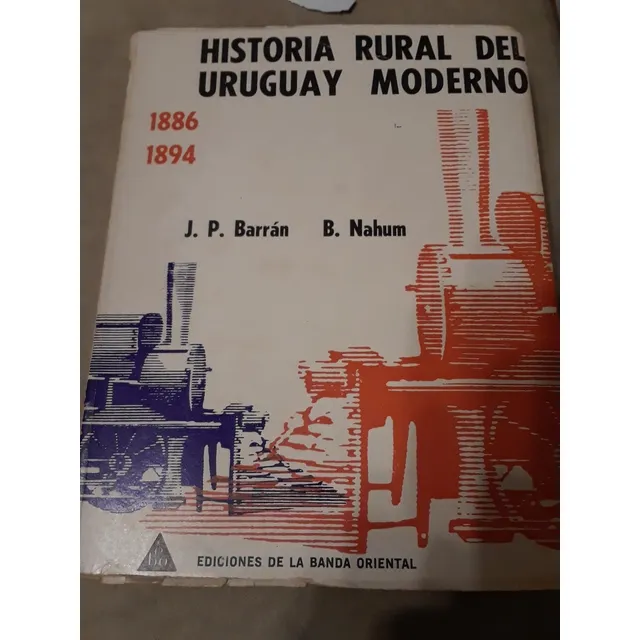 HISTORIA RURAL DEL
URUGUAY MODERNO
1886
1894
J. P. Barrán B. Nahum
EDICIONES DE LA BANDA ORIENTAL